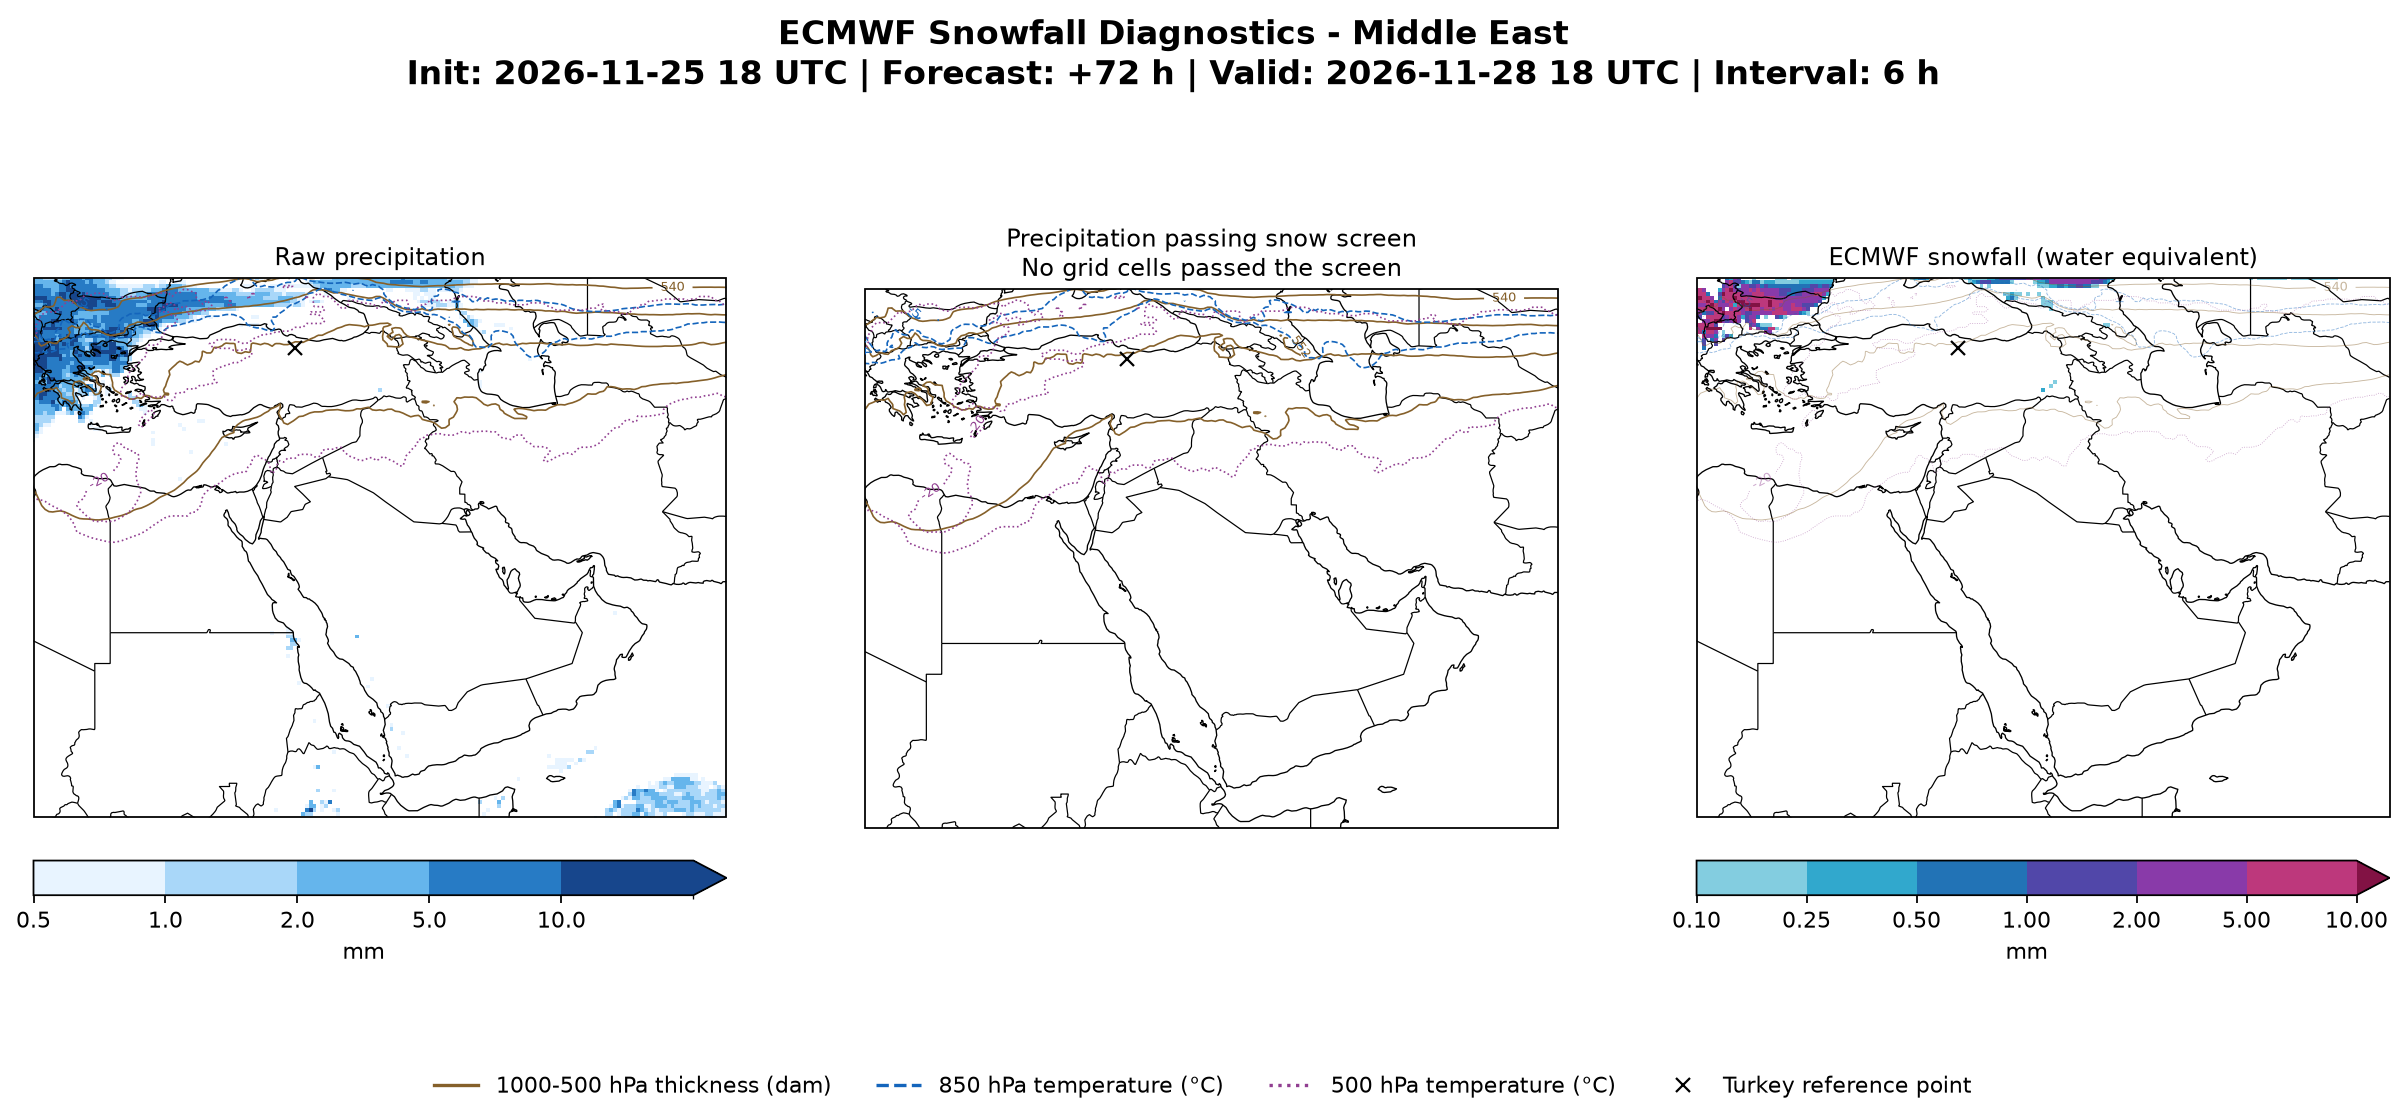 ECMWF Snowfall Diagnostics - Middle East
Init: 2026-11-25 18 UTC | Forecast: +72 h | Valid: 2026-11-28 18 UTC | Interval: 6 h
Raw precipitation
Precipitation passing snow screen
No grid cells passed the screen
ECMWF snowfall (water equivalent)
540
540
540
-20
-20
-20
-20
0.5 1.0 2.0 5.0 10.0
mm
0.10 0.25 0.50 1.00 2.00 5.00 10.00
mm
1000-500 hPa thickness (dam) 850 hPa temperature (°C) 500 hPa temperature (°C) Turkey reference point